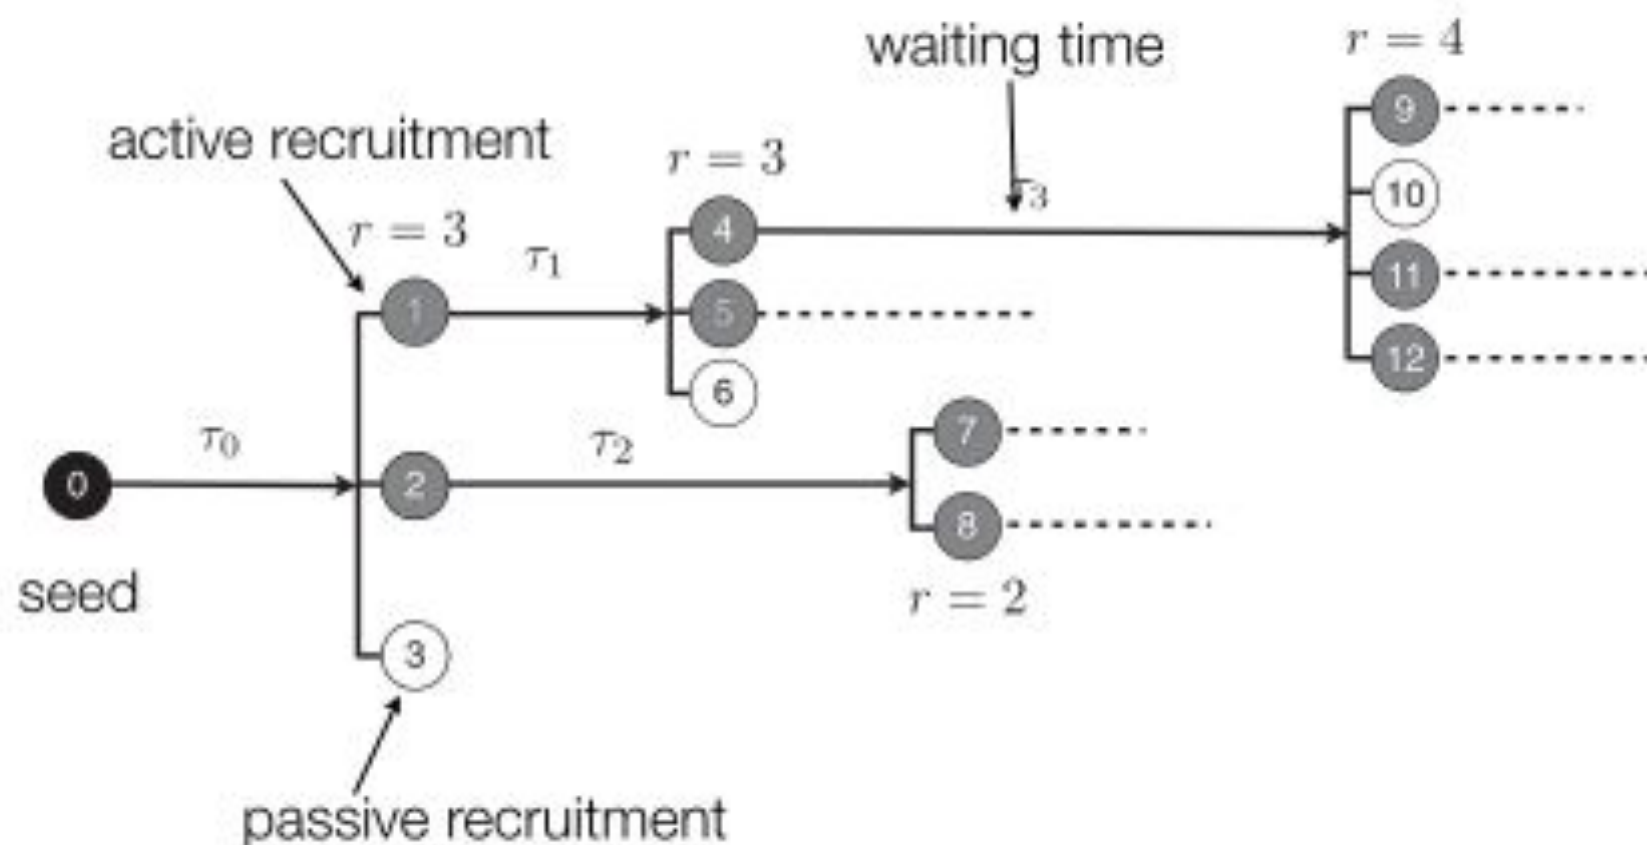 waiting time
r = 4
9
active recruitment
r = 3
10
4
τ3
r = 3
τ1
11
1
5
12
6
τ0
τ2
7
0
2
8
seed
r = 2
3
passive recruitment